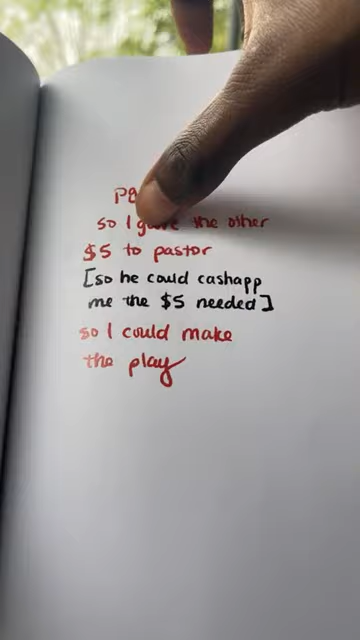 so I gave the other
$5 to pastor
[so he could cashapp
me the $5 needed]
so I could make
the play